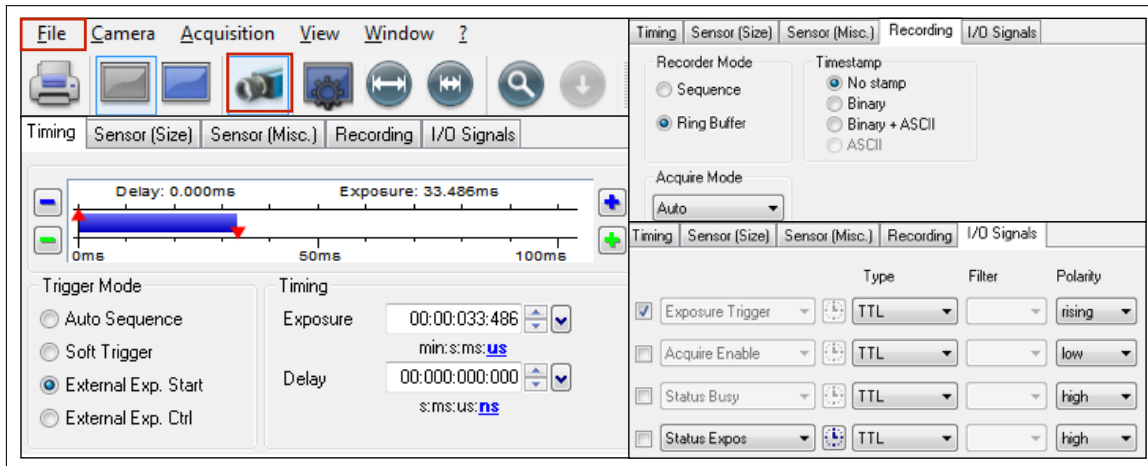 File Camera Acquisition View Window ?
Timing Sensor (Size) Sensor (Misc.) Recording I/O Signals
Delay: 0.000ms Exposure: 33.486ms
0ms 50ms 100ms
Trigger Mode
Auto Sequence
Soft Trigger
External Exp. Start
External Exp. Ctrl
Timing
Exposure 00:00:033:486
min:s:ms:us
Delay 00:000:000:000
s:ms:us:ns
Timing Sensor (Size) Sensor (Misc.) Recording I/O Signals
Recorder Mode
Sequence
Ring Buffer
Timestamp
No stamp
Binary
Binary + ASCII
ASCII
Acquire Mode
Auto
Timing Sensor (Size) Sensor (Misc.) Recording I/O Signals
Type Filter Polarity
Exposure Trigger TTL rising
Acquire Enable TTL low
Status Busy TTL high
Status Expos TTL high